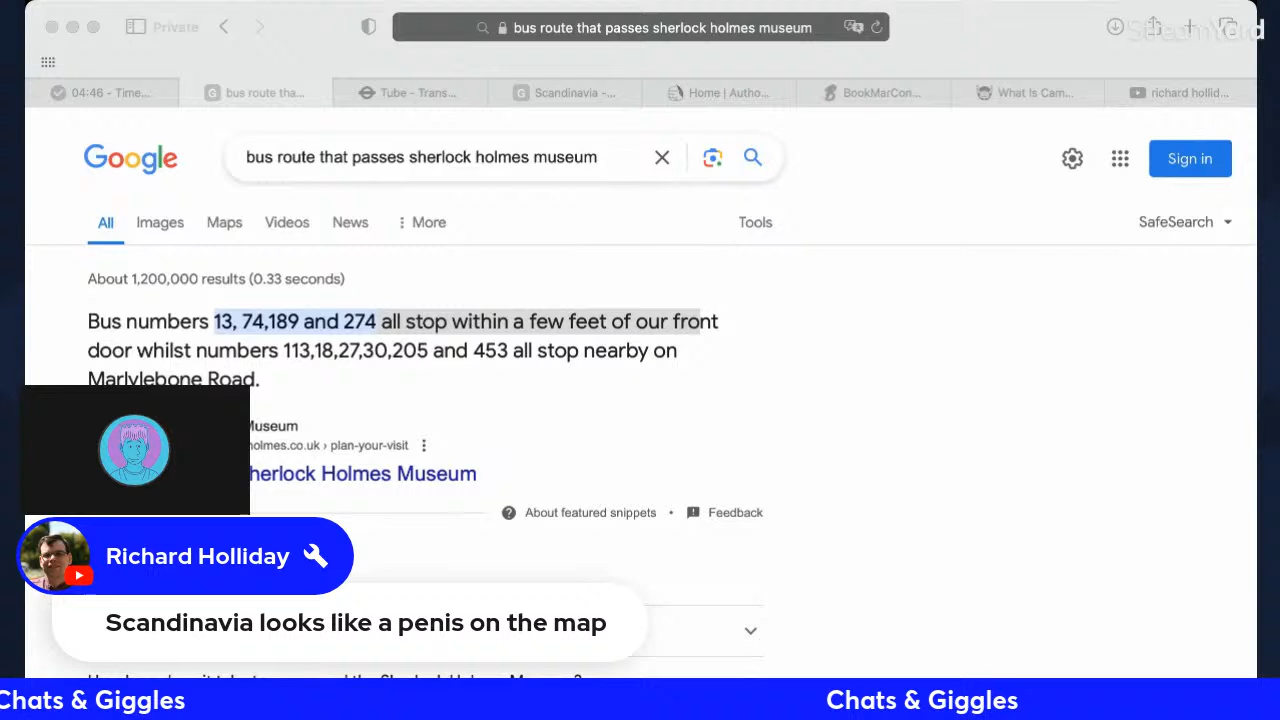 Private
bus route that passes sherlock holmes museum
StreamYard
04:46 - Time...
bus route tha...
Tube - Trans...
Scandinavia -...
Home | Autho...
BookMarCon...
What Is Cam...
richard hollid...
Google
bus route that passes sherlock holmes museum
Sign in
All
Images
Maps
Videos
News
More
Tools
SafeSearch
About 1,200,000 results (0.33 seconds)
Bus numbers 13, 74,189 and 274 all stop within a few feet of our front
door whilst numbers 113,18,27,30,205 and 453 all stop nearby on
Marlylebone Road.
Museum
holmes.co.uk › plan-your-visit
herlock Holmes Museum
About featured snippets • Feedback
Richard Holliday
Scandinavia looks like a penis on the map
Chats & Giggles
Chats & Giggles